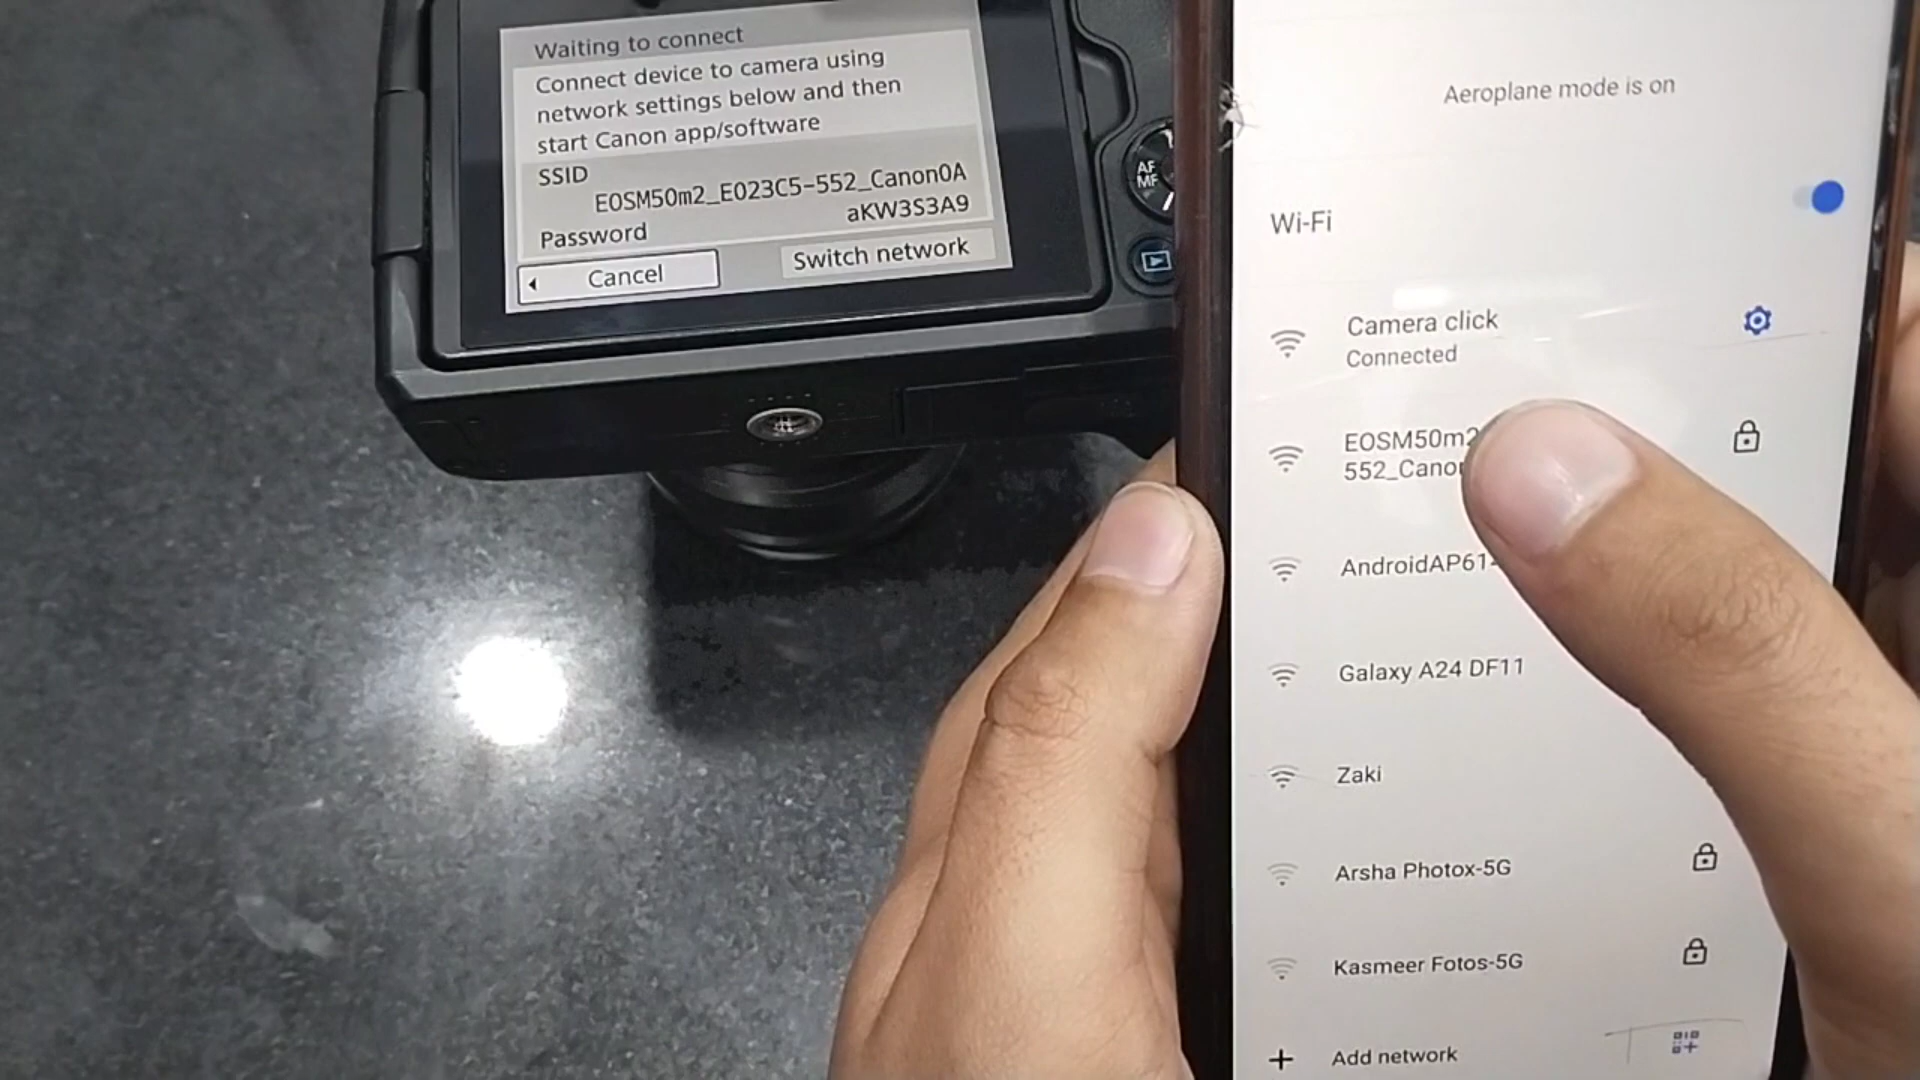 Waiting to connect
Connect device to camera using
network settings below and then
start Canon app/software
SSID
EOSM50m2_E023C5-552_Canon0A
Password aKW3S3A9
Cancel
Switch network
AF
MF
Aeroplane mode is on
Wi-Fi
Camera click
Connected
EOSM50m2
552_Canon
AndroidAP61
Galaxy A24 DF11
Zaki
Arsha Photox-5G
Kasmeer Fotos-5G
Add network